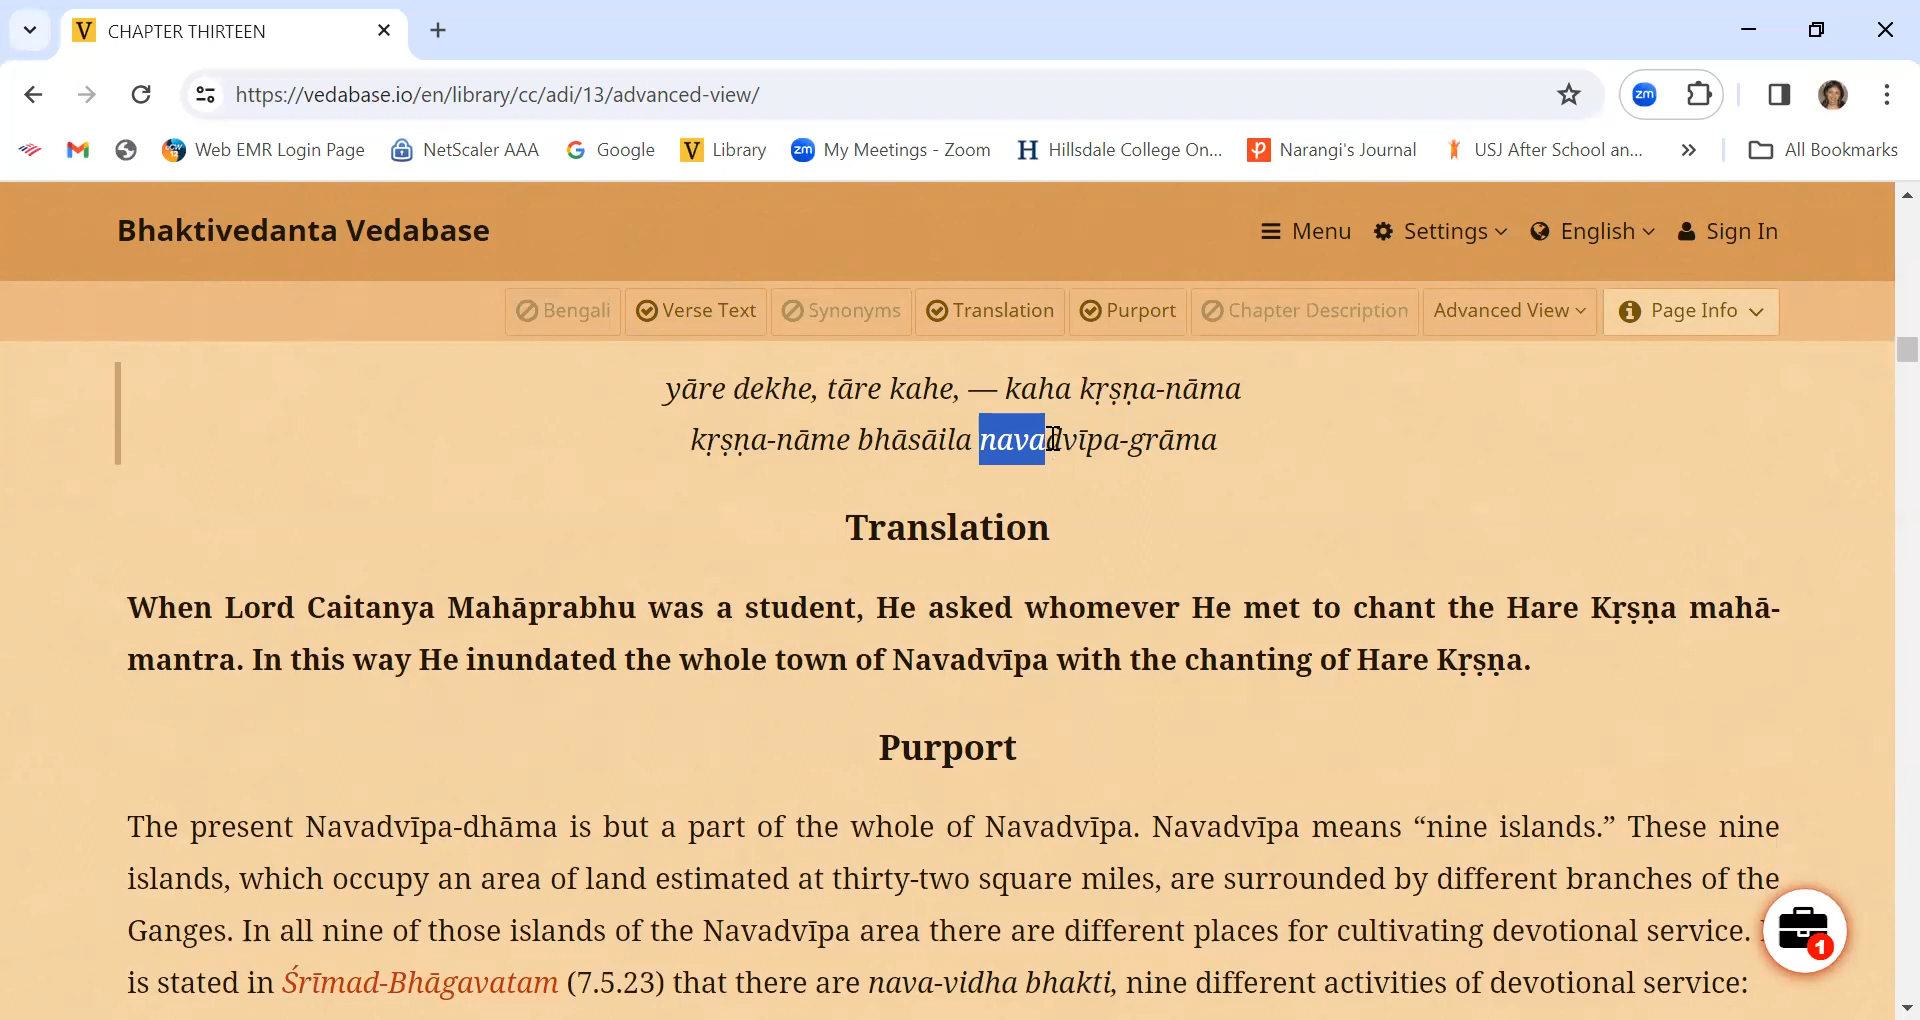 CHAPTER THIRTEEN
https://vedabase.io/en/library/cc/adi/13/advanced-view/
zm
Web EMR Login Page NetScaler AAA Google Library zm My Meetings - Zoom Hillsdale College On... Narangi's Journal USJ After School an... » All Bookmarks
Bhaktivedanta Vedabase Menu Settings English Sign In
Bengali Verse Text Synonyms Translation Purport Chapter Description Advanced View Page Info
yāre dekhe, tāre kahe, — kaha kṛṣṇa-nāma
kṛṣṇa-nāme bhāsāila navadvīpa-grāma
Translation
When Lord Caitanya Mahāprabhu was a student, He asked whomever He met to chant the Hare Kṛṣṇa mahā-
mantra. In this way He inundated the whole town of Navadvīpa with the chanting of Hare Kṛṣṇa.
Purport
The present Navadvīpa-dhāma is but a part of the whole of Navadvīpa. Navadvīpa means “nine islands.” These nine
islands, which occupy an area of land estimated at thirty-two square miles, are surrounded by different branches of the
Ganges. In all nine of those islands of the Navadvīpa area there are different places for cultivating devotional service.
is stated in Śrīmad-Bhāgavatam (7.5.23) that there are nava-vidha bhakti, nine different activities of devotional service:
1